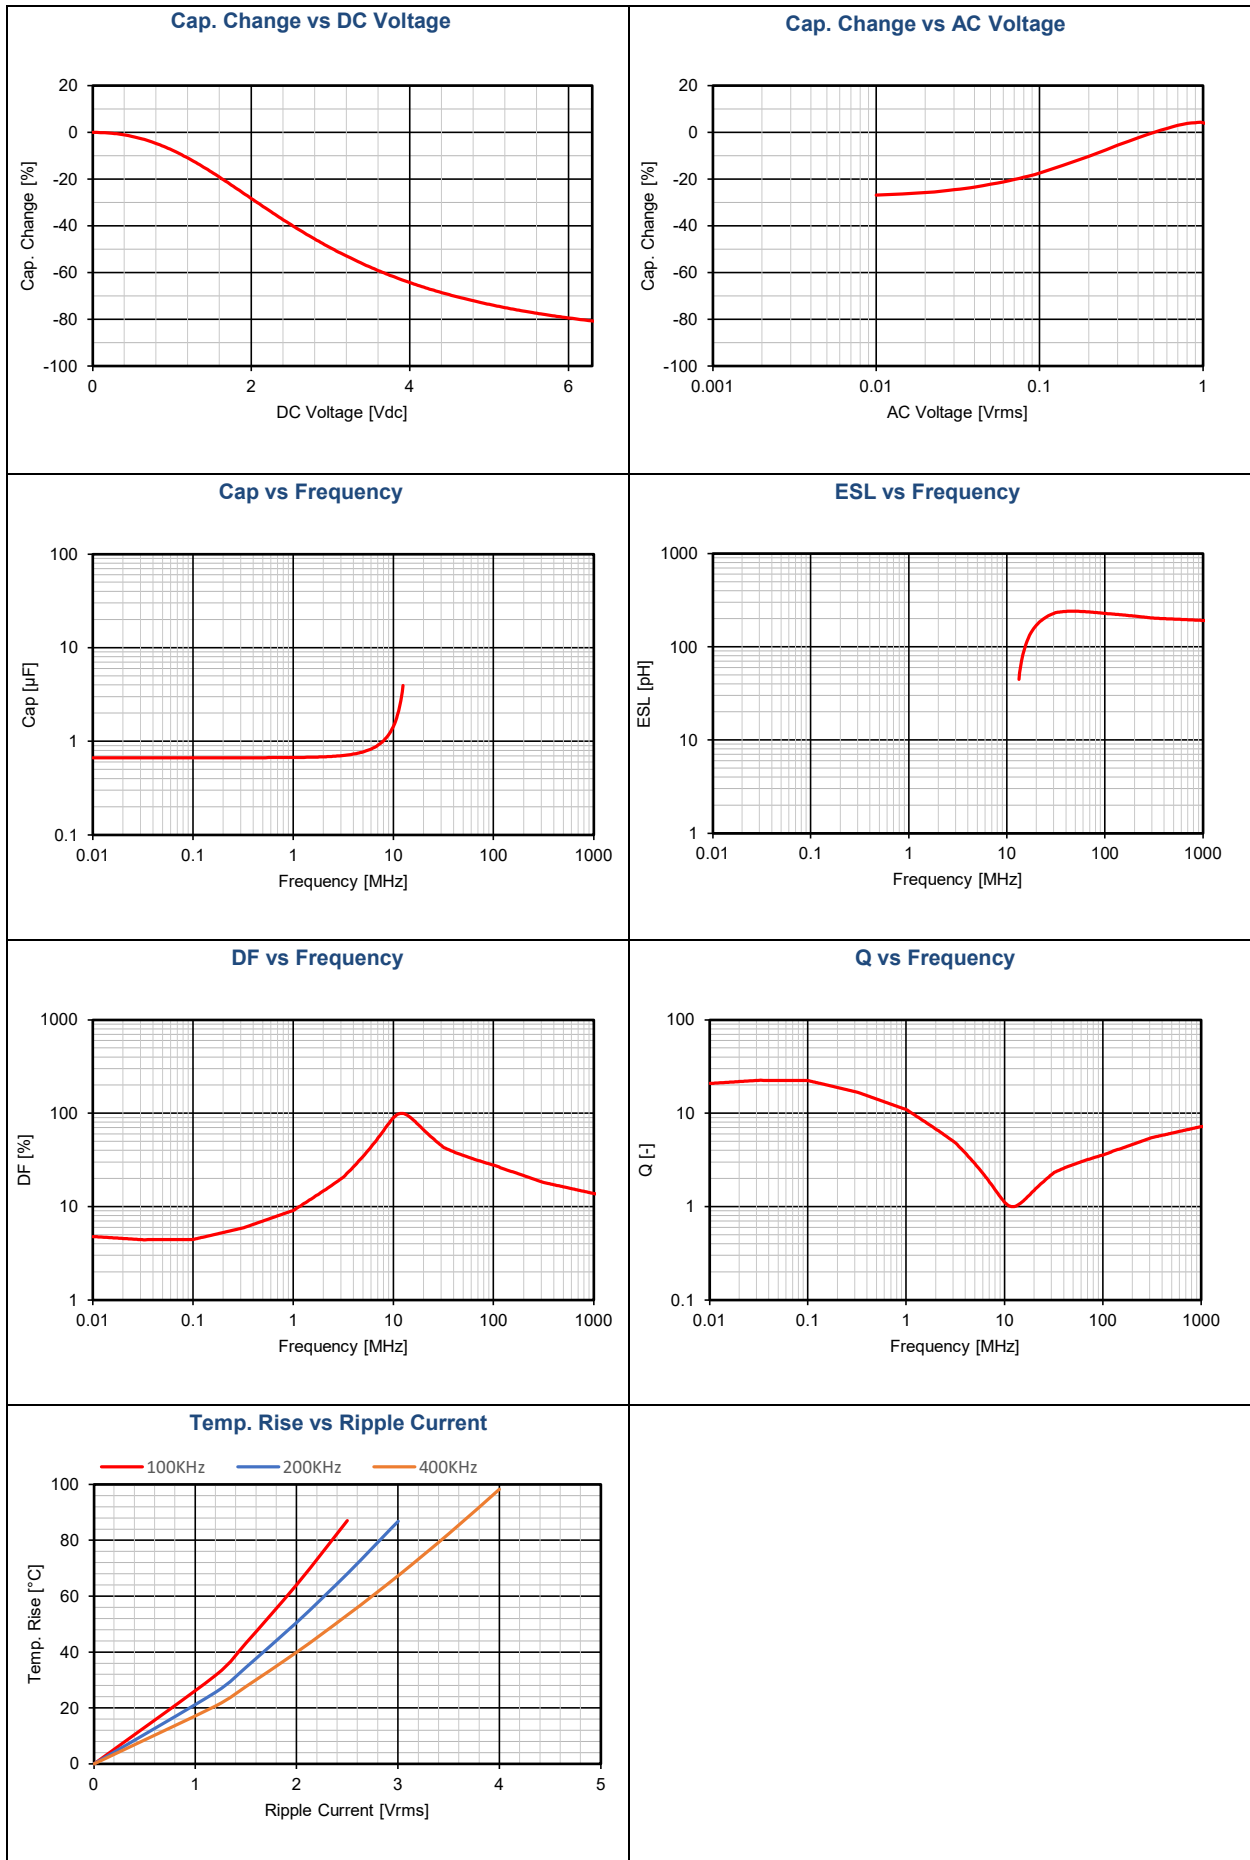 Cap. Change vs DC Voltage
Cap. Change [%]
20
0
-20
-40
-60
-80
-100
0 2 4 6
DC Voltage [Vdc]
Cap. Change vs AC Voltage
Cap. Change [%]
20
0
-20
-40
-60
-80
-100
0.001 0.01 0.1 1
AC Voltage [Vrms]
Cap vs Frequency
Cap [µF]
100
10
1
0.1
0.01 0.1 1 10 100 1000
Frequency [MHz]
ESL vs Frequency
ESL [pH]
1000
100
10
1
0.01 0.1 1 10 100 1000
Frequency [MHz]
DF vs Frequency
DF [%]
1000
100
10
1
0.01 0.1 1 10 100 1000
Frequency [MHz]
Q vs Frequency
Q [-]
100
10
1
0.1
0.01 0.1 1 10 100 1000
Frequency [MHz]
Temp. Rise vs Ripple Current
100KHz 200KHz 400KHz
Temp. Rise [°C]
100
80
60
40
20
0
0 1 2 3 4 5
Ripple Current [Vrms]